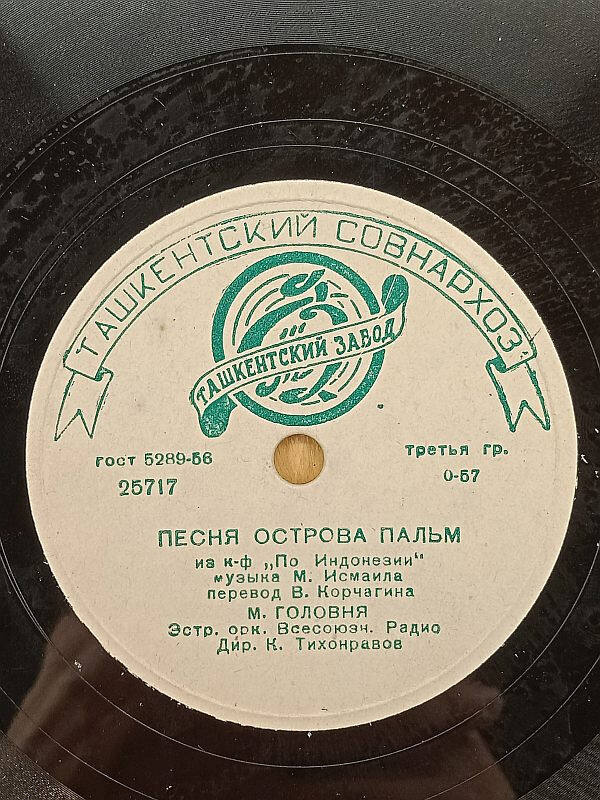 ТАШКЕНТСКИЙ СОВНАРХОЗ
ТАШКЕНТСКИЙ ЗАВОД
гост 5289-56
третья гр.
25717
0-57
ПЕСНЯ ОСТРОВА ПАЛЬМ
из к-ф „По Индонезии"
музыка М. Исмаила
перевод В. Корчагина
М. ГОЛОВНЯ
Эстр. орк. Всесоюзн. Радио
Дир. К. Тихонравов